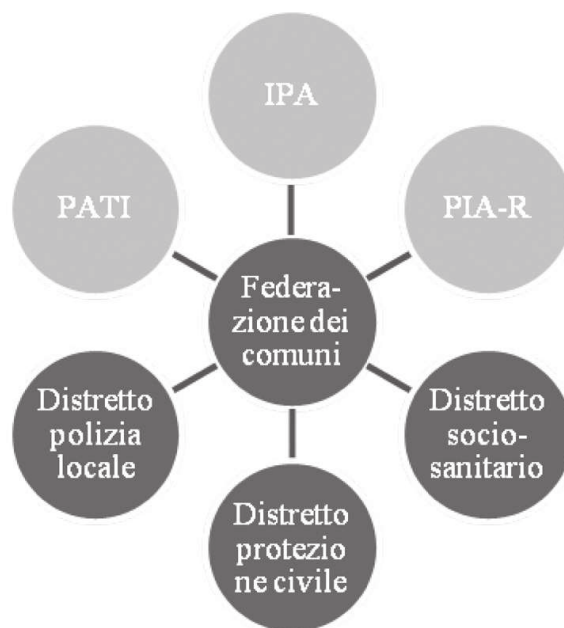 IPA
PATI
PIA-R
Federa-
zione dei
comuni
Distretto
polizia
locale
Distretto
socio-
sanitario
Distretto
protezio
ne civile